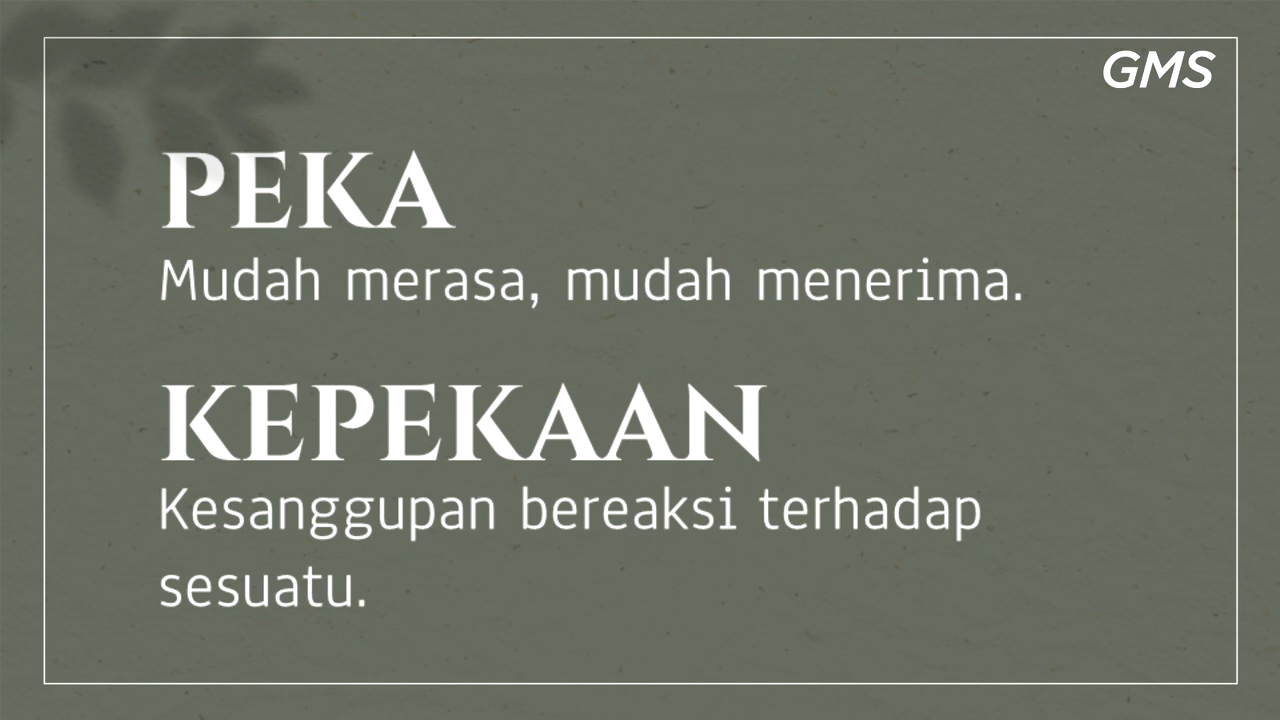 GMS
PEKA
Mudah merasa, mudah menerima.
KEPEKAAN
Kesanggupan bereaksi terhadap
sesuatu.